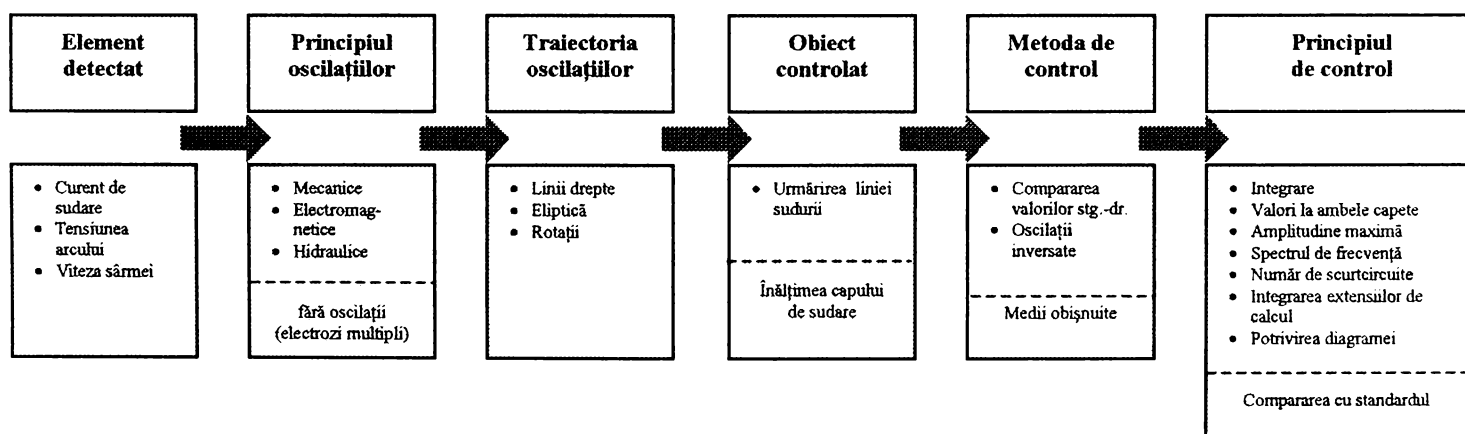 Element
detectat
Principiul
oscilațiilor
Traiectoria
oscilațiilor
Obiect
controlat
Metoda de
control
Principiul
de control
• Curent de
sudare
• Tensiunea
arcului
• Viteza sârmei
• Mecanice
• Electromag-
netice
• Hidraulice
fără oscilații
(electrozi multipli)
• Linii drepte
• Eliptică
• Rotații
• Urmărirea liniei
sudurii
Înălțimea capului
de sudare
• Compararea
valorilor stg.-dr.
• Oscilații
inversate
Medii obișnuite
• Integrare
• Valori la ambele capete
• Amplitudine maximă
• Spectrul de frecvență
• Număr de scurtcircuite
• Integrarea extensiilor de
calcul
• Potrivirea diagramei
Compararea cu standardul